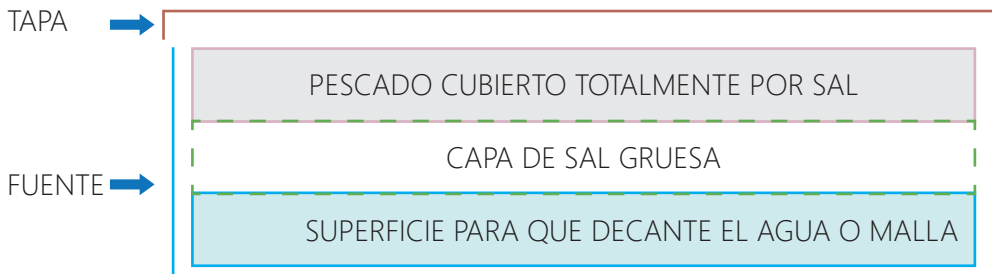 TAPA
PESCADO CUBIERTO TOTALMENTE POR SAL
CAPA DE SAL GRUESA
FUENTE
SUPERFICIE PARA QUE DECANTE EL AGUA O MALLA